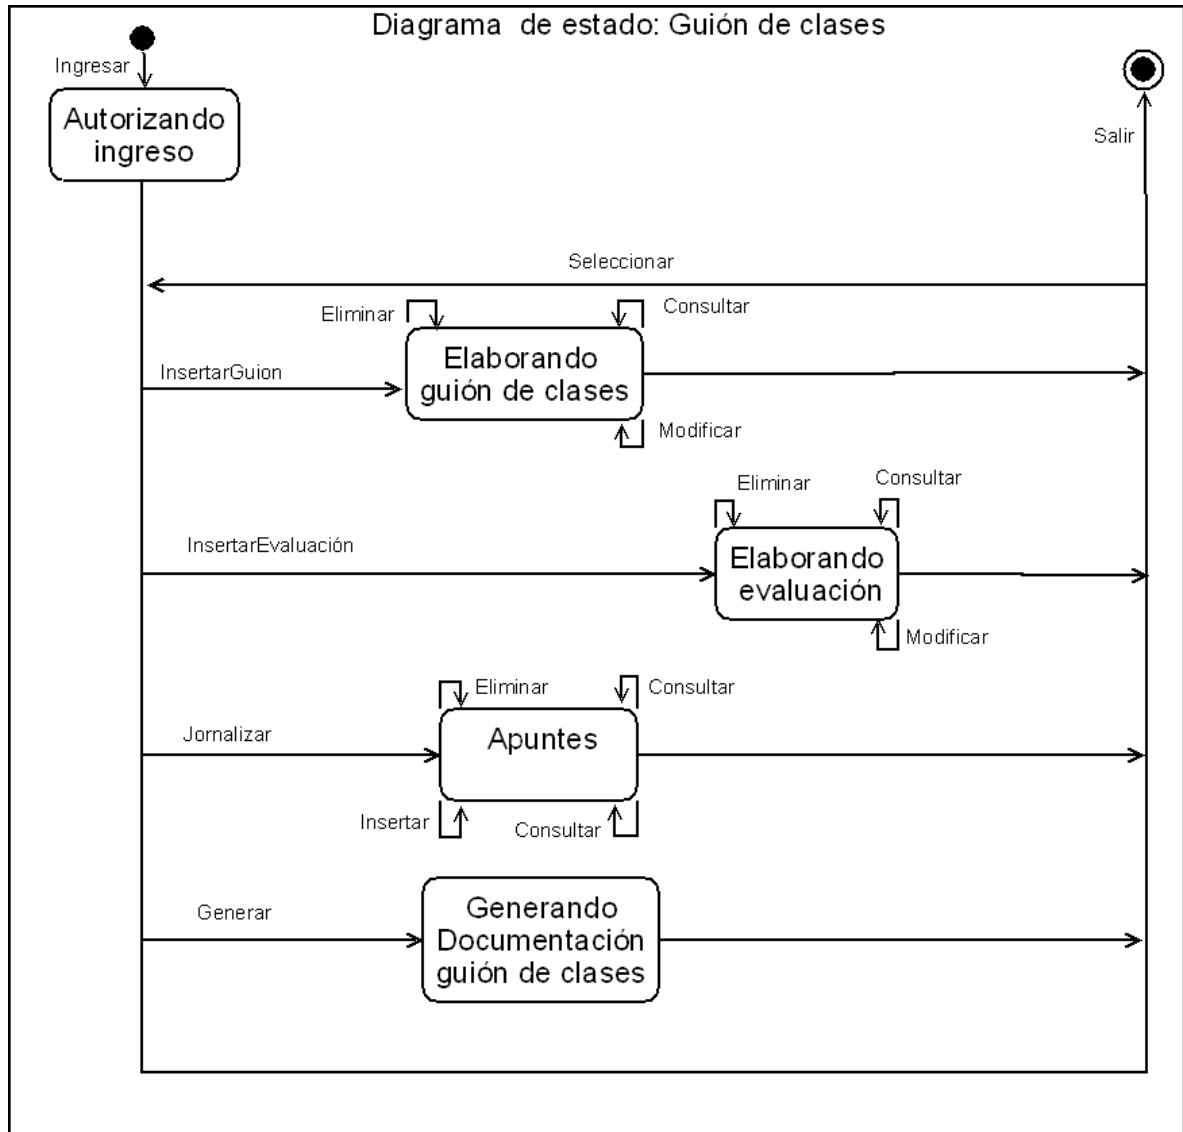 Diagrama de estado: Guión de clases
Ingresar
Autorizando
ingreso
Salir
Seleccionar
Eliminar
Consultar
InsertarGuion
Elaborando
guión de clases
Modificar
Eliminar
Consultar
InsertarEvaluación
Elaborando
evaluación
Modificar
Eliminar
Consultar
Jornalizar
Apuntes
Insertar
Consultar
Generar
Generando
Documentación
guión de clases